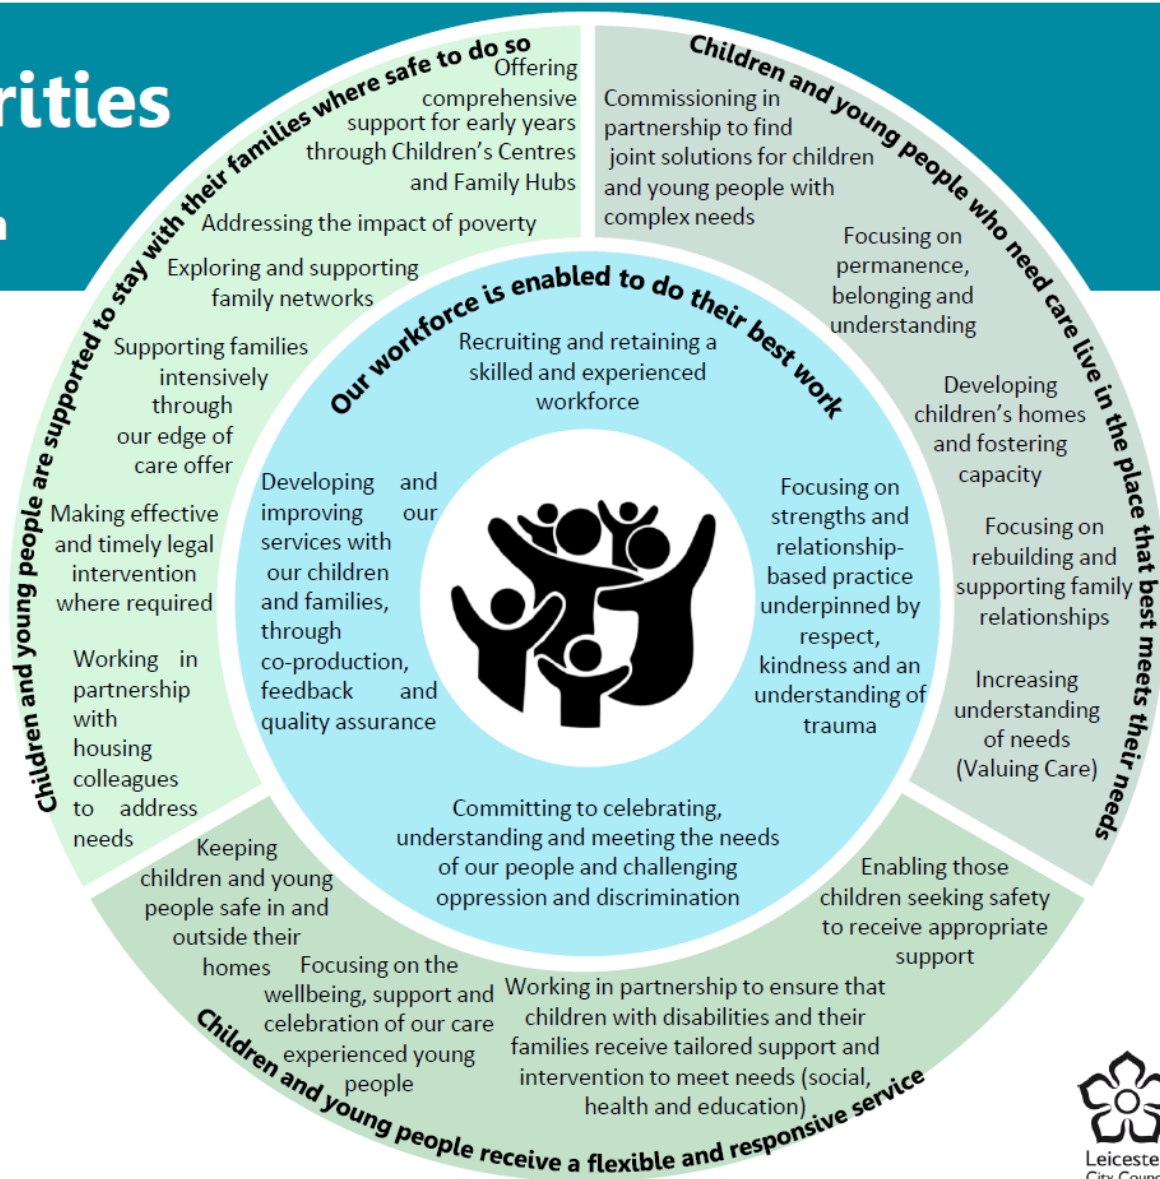 rities
n
Children and young people are supported to stay with their families where safe to do so
Offering
comprehensive
support for early years
through Children's Centres
and Family Hubs
Addressing the impact of poverty
Exploring and supporting
family networks
Supporting families
intensively
through
our edge of
care offer
Making effective
and timely legal
intervention
where required
Working in
partnership
with
housing
colleagues
to address
needs
Children and young people who need care live in the place that best meets their needs
Commissioning in
partnership to find
joint solutions for children
and young people with
complex needs
Focusing on
permanence,
belonging and
understanding
Developing
children's homes
and fostering
capacity
Focusing on
rebuilding and
supporting family
relationships
Increasing
understanding
of needs
(Valuing Care)
Our workforce is enabled to do their best work
Recruiting and retaining a
skilled and experienced
workforce
Developing and
improving our
services with
our children
and families,
through
co-production,
feedback and
quality assurance
Focusing on
strengths and
relationship-
based practice
underpinned by
respect,
kindness and an
understanding of
trauma
Committing to celebrating,
understanding and meeting the needs
of our people and challenging
oppression and discrimination
Keeping
children and young
people safe in and
outside their
homes
Focusing on the
wellbeing, support and
celebration of our care
experienced young
people
Working in partnership to ensure that
children with disabilities and their
families receive tailored support and
intervention to meet needs (social,
health and education)
Enabling those
children seeking safety
to receive appropriate
support
Children and young people receive a flexible and responsive service
Leiceste
City Counc